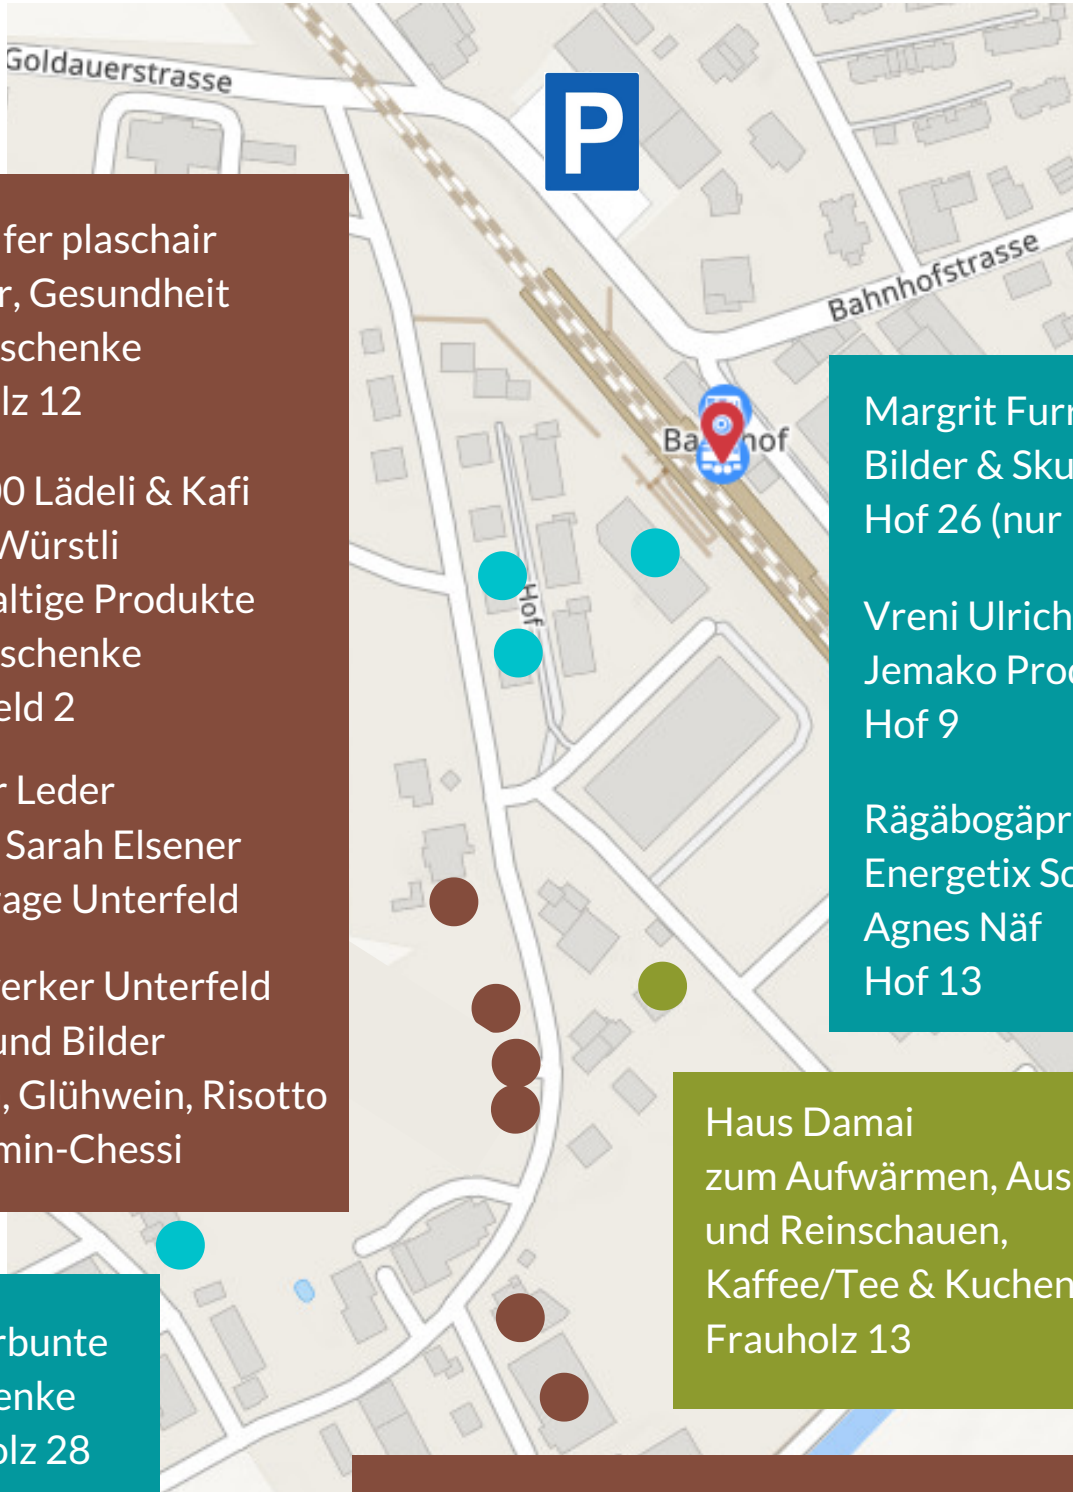 Goldauerstrasse
P
Bahnhofstrasse
Hof
fer plaschair
r, Gesundheit
schenke
lz 12
00 Lädeli & Kafi
Würstli
altige Produkte
schenke
eld 2
r Leder
Sarah Elsener
age Unterfeld
erker Unterfeld
und Bilder
, Glühwein, Risotto
min-Chessi
Margrit Furr
Bilder & Sku
Hof 26 (nur
Vreni Ulrich
Jemako Prod
Hof 9
Rägäbogäpr
Energetix Sc
Agnes Näf
Hof 13
Haus Damai
zum Aufwärmen, Aus
und Reinschauen,
Kaffee/Tee & Kuchen
Frauholz 13
rbunte
enke
olz 28